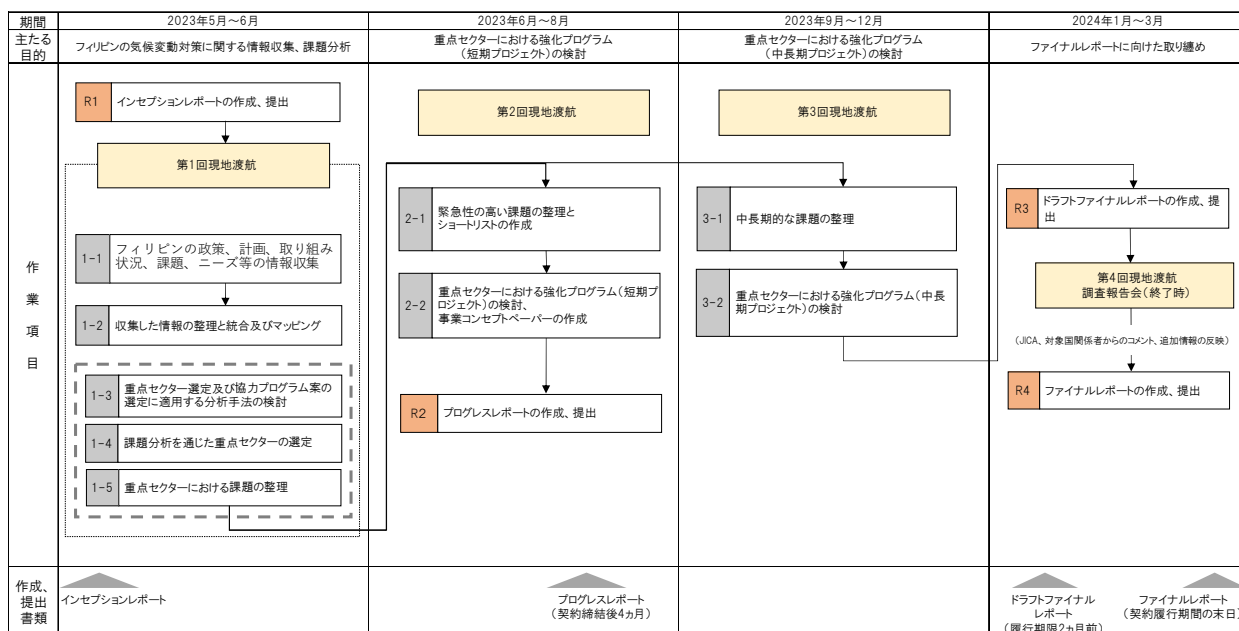 期間
2023年5月～6月
2023年6月～8月
2023年9月～12月
2024年1月～3月
主たる
目的
フィリピンの気候変動対策に関する情報収集、課題分析
重点セクターにおける強化プログラム
(短期プロジェクト)の検討
重点セクターにおける強化プログラム
(中長期プロジェクト)の検討
ファイナルレポートに向けた取り纏め
作
業
項
目
R1
インセプションレポートの作成、提出
第1回現地渡航
1-1
フィリピンの政策、計画、取り組み
状況、課題、ニーズ等の情報収集
1-2
収集した情報の整理と統合及びマッピング
1-3
重点セクター選定及び協力プログラム案の
選定に適用する分析手法の検討
1-4
課題分析を通じた重点セクターの選定
1-5
重点セクターにおける課題の整理
第2回現地渡航
2-1
緊急性の高い課題の整理と
ショートリストの作成
2-2
重点セクターにおける強化プログラム(短期プ
ロジェクト)の検討、
事業コンセプトペーパーの作成
R2
プログレスレポートの作成、提出
第3回現地渡航
3-1
中長期的な課題の整理
3-2
重点セクターにおける強化プログラム(中長
期プロジェクト)の検討
R3
ドラフトファイナルレポートの作成、提
出
第4回現地渡航
調査報告会(終了時)
(JICA、対象国関係者からのコメント、追加情報の反映)
R4
ファイナルレポートの作成、提出
作成、
提出
書類
インセプションレポート
プログレスレポート
(契約締結後4ヵ月)
ドラフトファイナル
レポート
(履行期限2ヵ月前)
ファイナルレポート
(契約履行期間の末日)